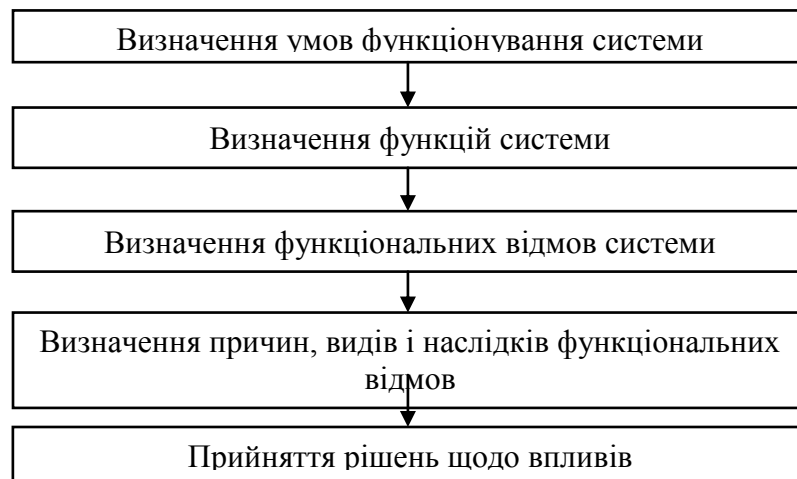 Визначення умов функціонування системи
Визначення функцій системи
Визначення функціональних відмов системи
Визначення причин, видів і наслідків функціональних
відмов
Прийняття рішень щодо впливів